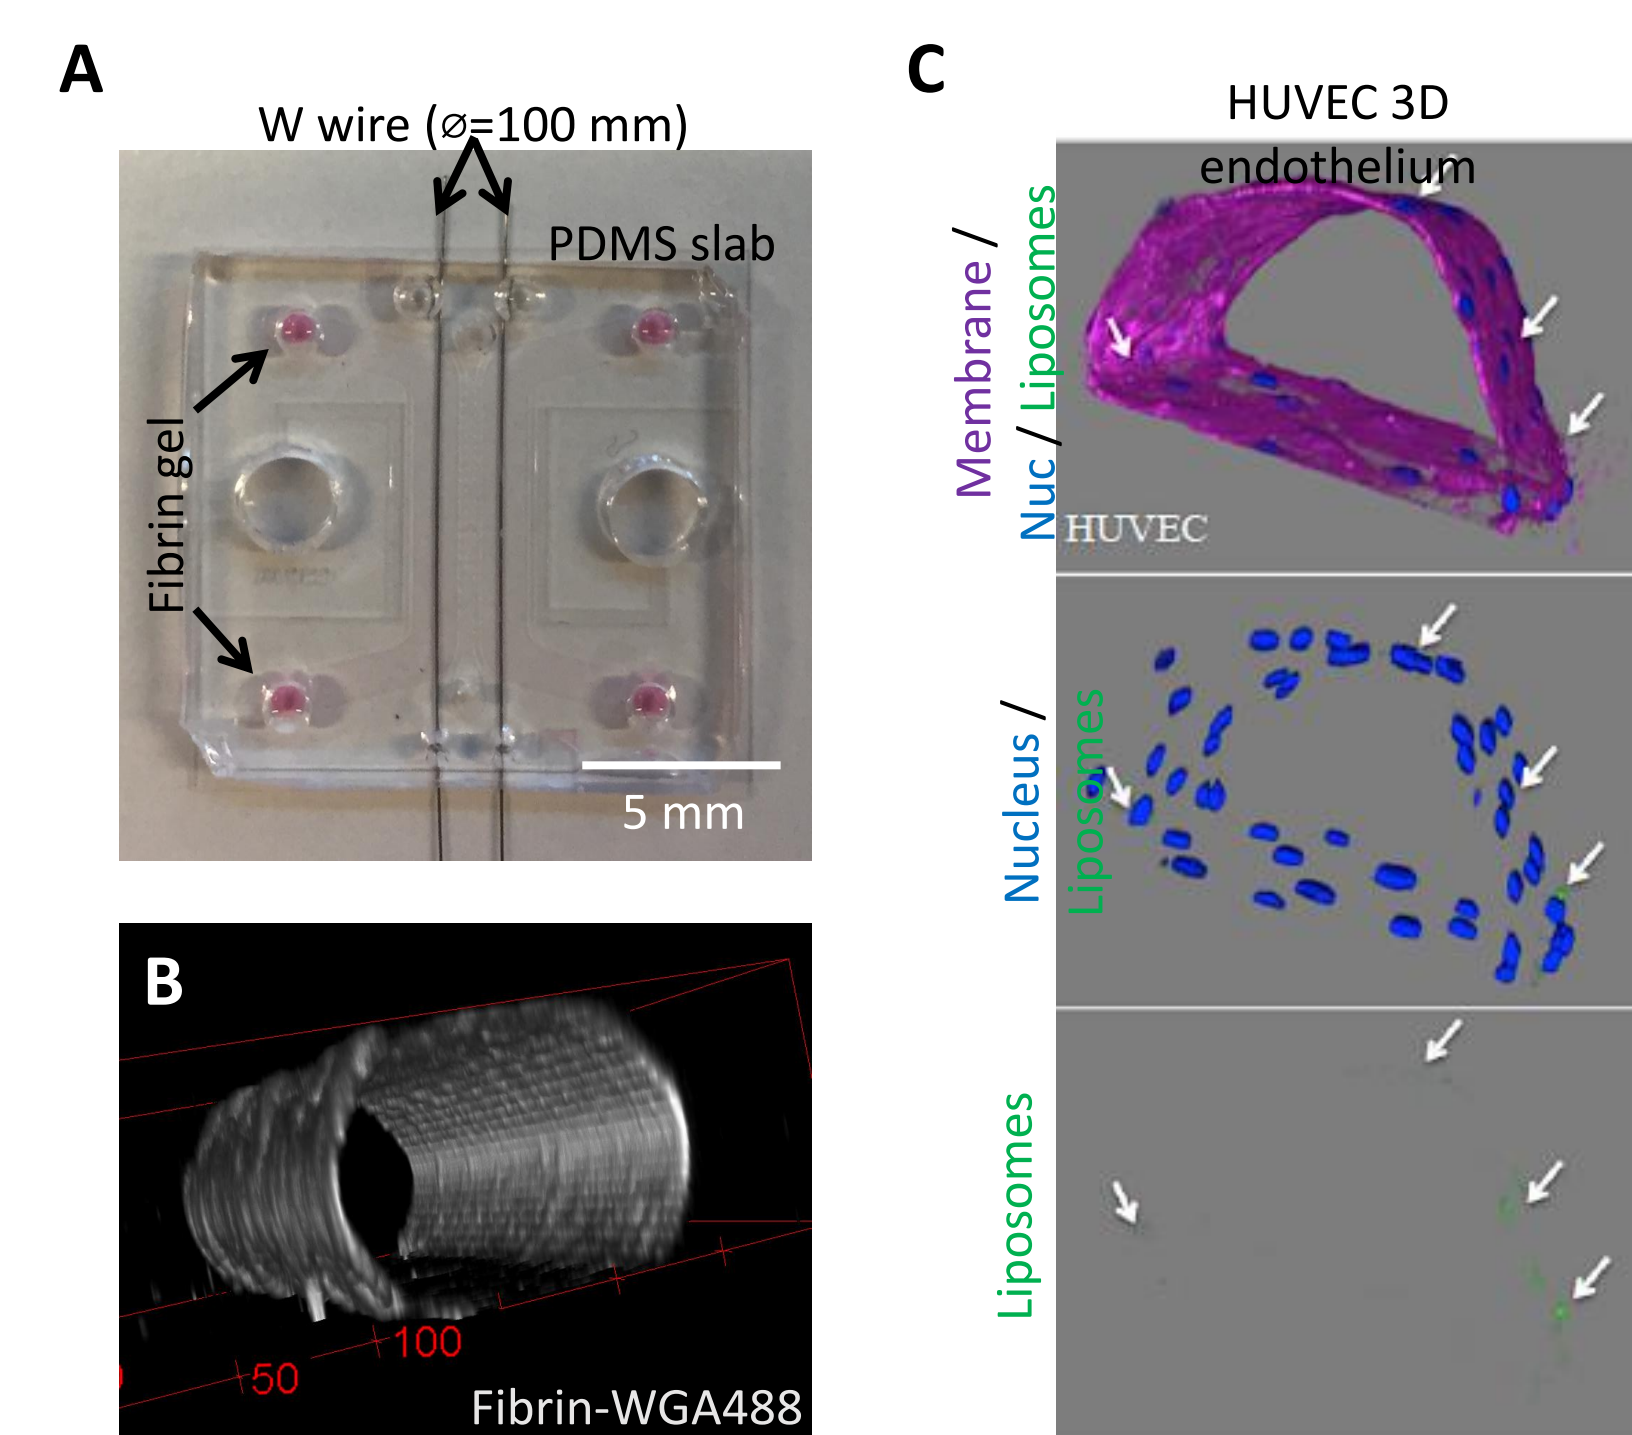 A
W wire (⌀=100 mm)
PDMS slab
Fibrin gel
5 mm
B
50
100
Fibrin-WGA488
C
HUVEC 3D
endothelium
Membrane /
Nuc / Liposomes
HUVEC
Nucleus /
Liposomes
Liposomes